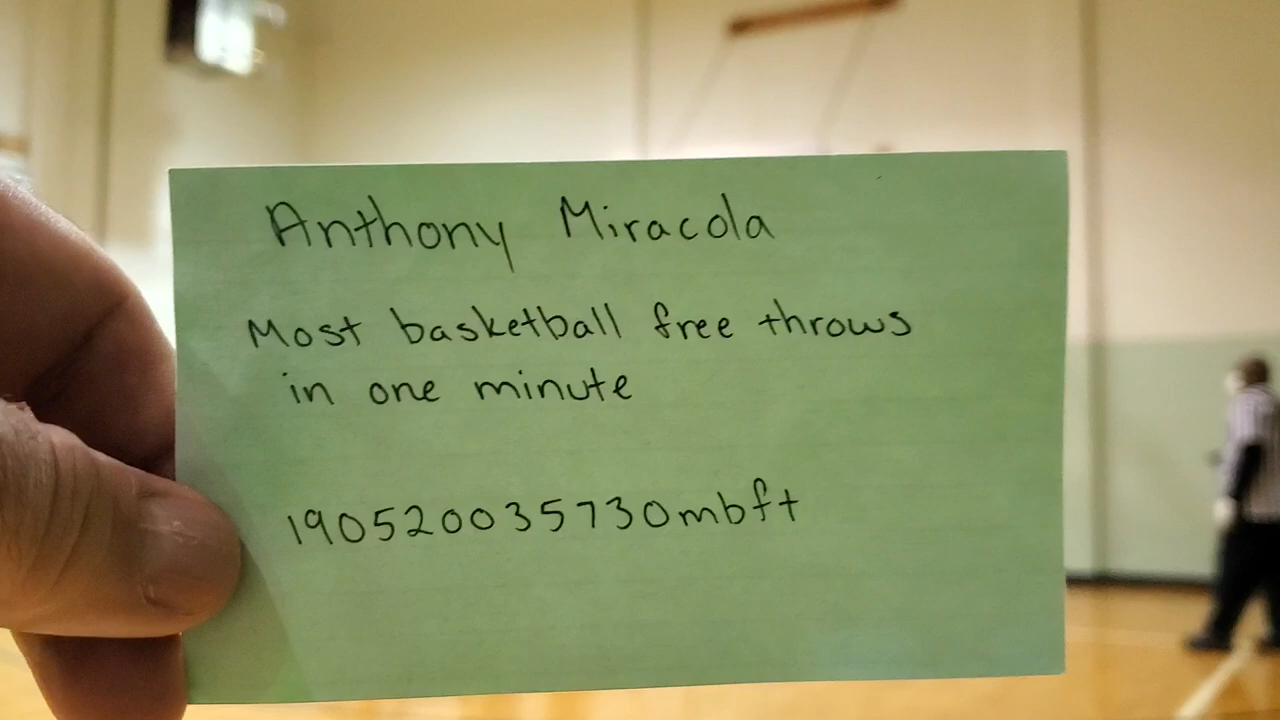 Anthony Miracola
Most basketball free throws
in one minute
190520035730mbft